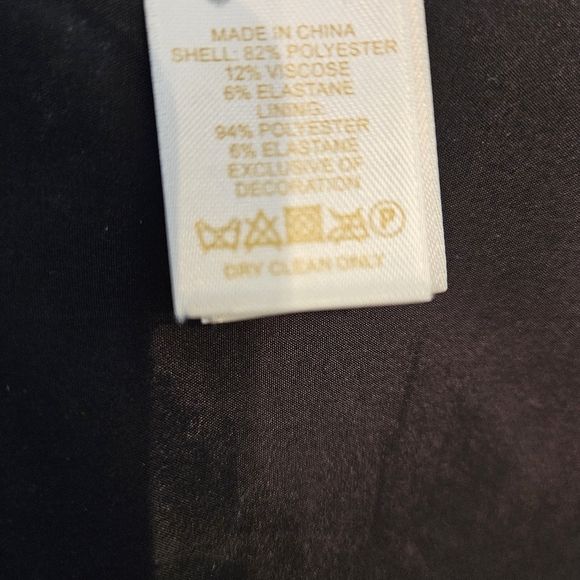 MADE IN CHINA
SHELL: 82% POLYESTER
12% VISCOSE
6% ELASTANE
LINING:
94% POLYESTER
6% ELASTANE
EXCLUSIVE OF
DECORATION
P
DRY CLEAN ONLY